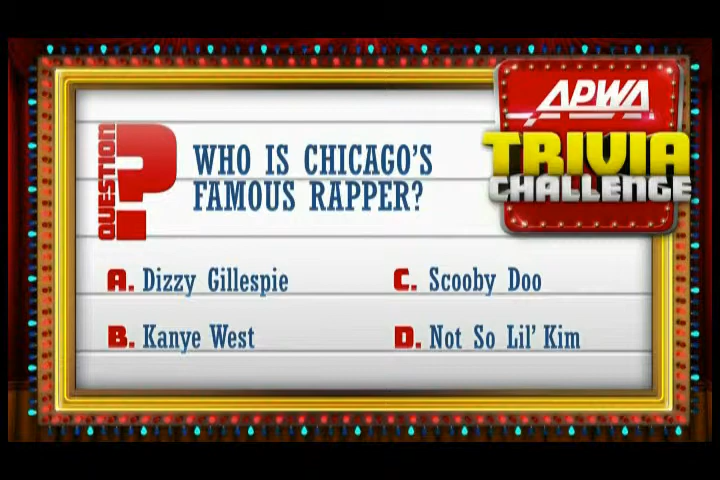 APWA
TRIVIA
CHALLENGE
QUESTION
?
WHO IS CHICAGO'S
FAMOUS RAPPER?
A. Dizzy Gillespie
B. Kanye West
C. Scooby Doo
D. Not So Lil' Kim